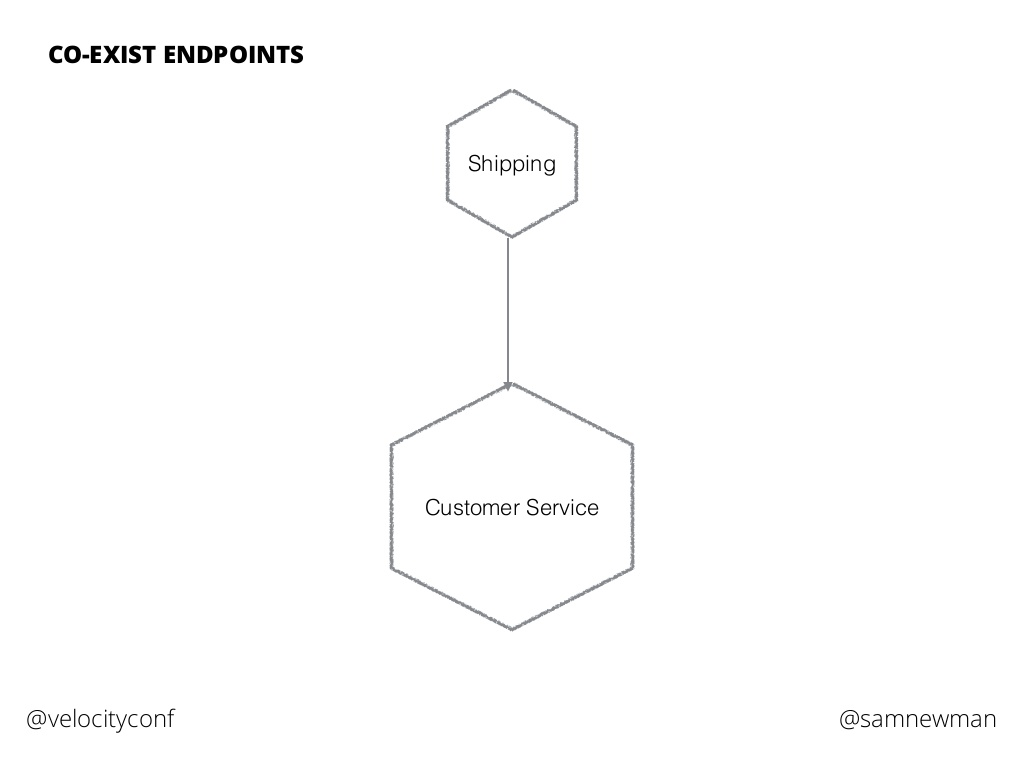 CO-EXIST ENDPOINTS
Shipping
Customer Service
@velocityconf
@samnewman